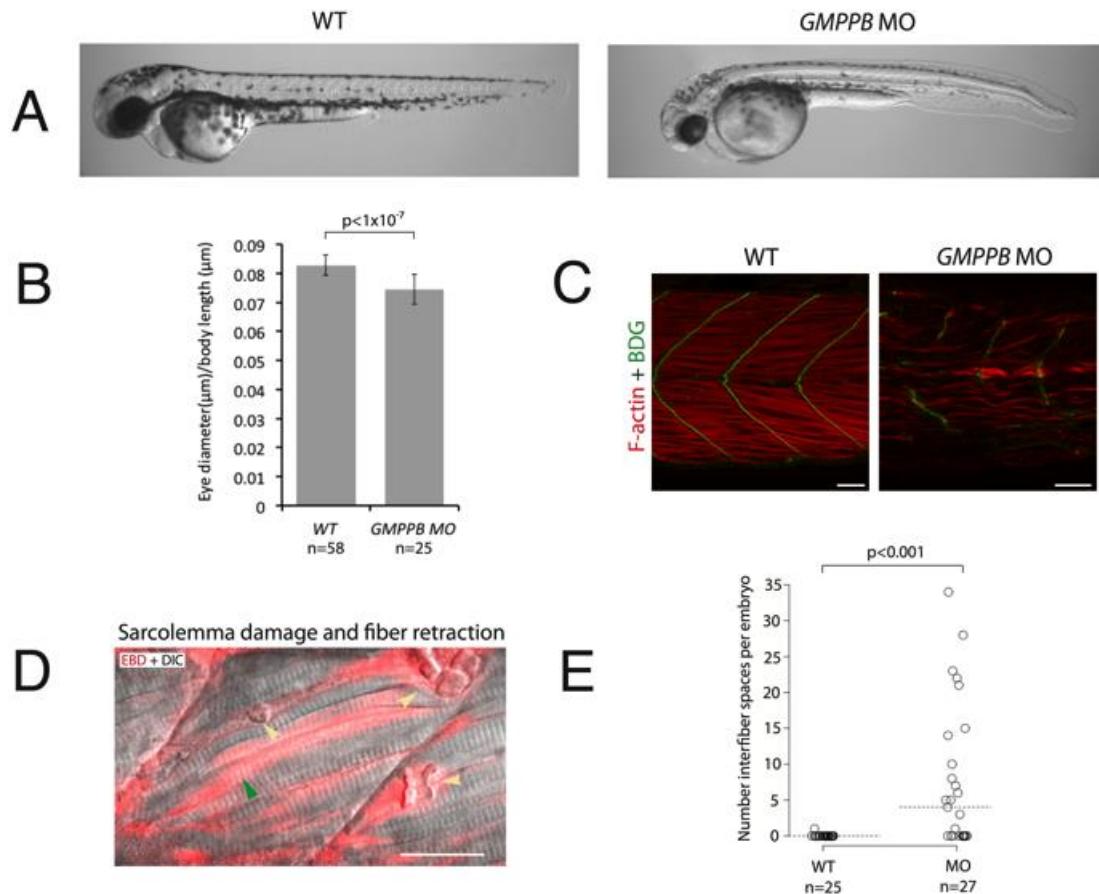 WT
GMPPB MO
A
B
p<1x10⁻⁷
0.09
0.08
0.07
0.06
0.05
0.04
0.03
0.02
0.01
0
Eye diameter(µm)/body length (µm)
WT
n=58
GMPPB MO
n=25
C
WT
GMPPB MO
F-actin + BDG
D
Sarcolemma damage and fiber retraction
EBD + DIC
E
p<0.001
35
30
25
20
15
10
5
0
Number interfiber spaces per embryo
WT
n=25
MO
n=27